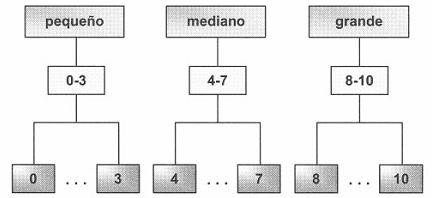 pequeño mediano grande
0-3 4-7 8-10
0 ... 3 4 ... 7 8 ... 10